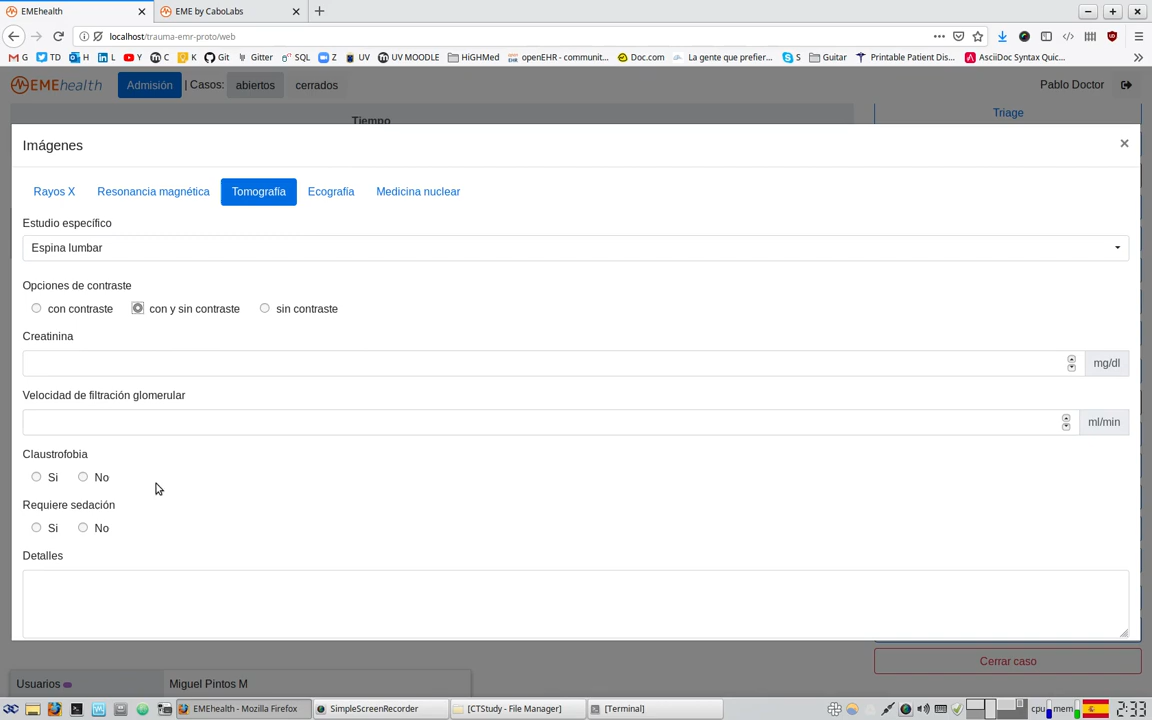 EMEhealth
EME by CaboLabs
localhost/trauma-emr-proto/web
G TD H L Y C K Git Gitter SQL Z UV UV MOODLE HiGHMed openEHR - communit... Doc.com La gente que prefier... S Guitar Printable Patient Dis... AsciiDoc Syntax Quic...
EMEhealth Admisión | Casos: abiertos cerrados Pablo Doctor
Tiempo
Triage
Imágenes ×
Rayos X Resonancia magnética Tomografía Ecografia Medicina nuclear
Estudio específico
Espina lumbar
Opciones de contraste
con contraste con y sin contraste sin contraste
Creatinina
mg/dl
Velocidad de filtración glomerular
ml/min
Claustrofobia
Si No
Requiere sedación
Si No
Detalles
Cerrar caso
Usuarios Miguel Pintos M
EMEhealth - Mozilla Firefox SimpleScreenRecorder [CTStudy - File Manager] [Terminal] cpu mem 2:33